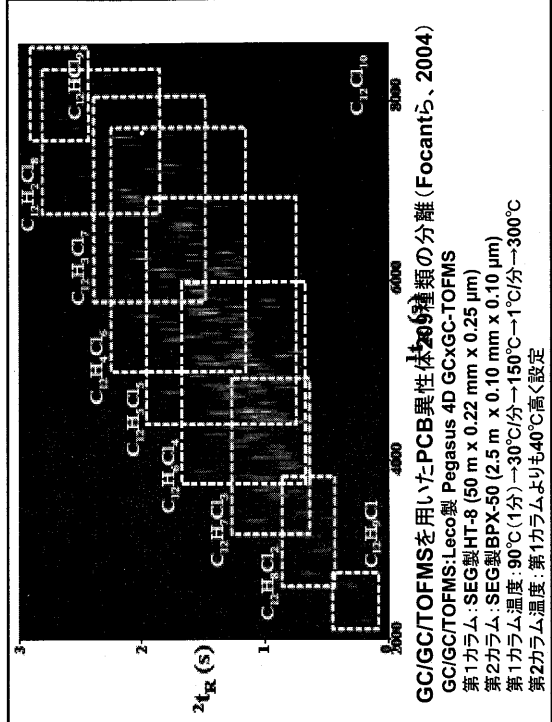 3
2
1
0
²tR (s)
2000
4000
6000
8000
C12H9Cl
C12H8Cl2
C12H7Cl3
C12H6Cl4
C12H5Cl5
C12H4Cl6
C12H3Cl7
C12H2Cl8
C12HCl9
C12Cl10
GC/GC/TOFMSを用いたPCB異性体209種類の分離(Focantら、2004)
GC/GC/TOFMS:Leco製 Pegasus 4D GCxGC-TOFMS
第1カラム:SEG製HT-8 (50 m x 0.22 mm x 0.25 μm)
第2カラム:SEG製BPX-50 (2.5 m x 0.10 mm x 0.10 μm)
第1カラム温度:90℃(1分)→30℃/分→150℃→1℃/分→300℃
第2カラム温度:第1カラムよりも40℃高く設定